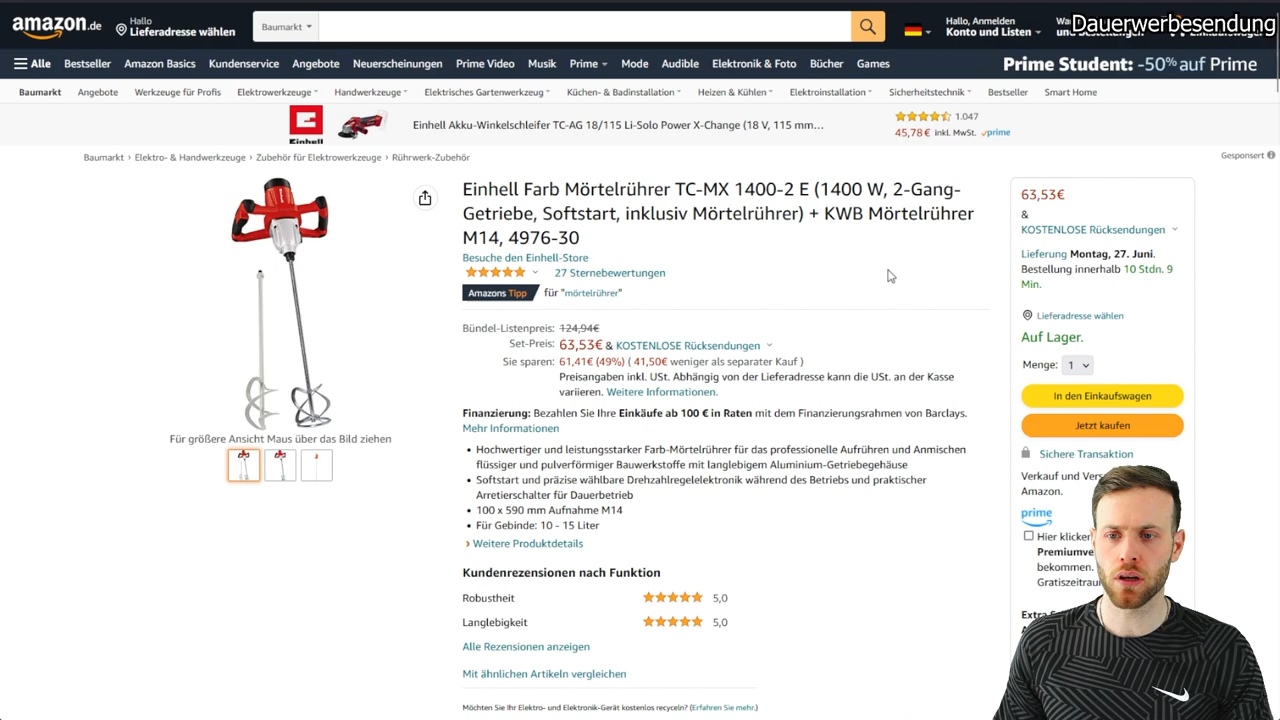 amazon.de
Hallo
Lieferadresse wählen
Baumarkt
Hallo, Anmelden
Konto und Listen
Dauerwerbesendung
Alle
Bestseller
Amazon Basics
Kundenservice
Angebote
Neuerscheinungen
Prime Video
Musik
Prime
Mode
Audible
Elektronik & Foto
Bücher
Games
Prime Student: -50% auf Prime
Baumarkt
Angebote
Werkzeuge für Profis
Elektrowerkzeuge
Handwerkzeuge
Elektrisches Gartenwerkzeug
Küchen- & Badinstallation
Heizen & Kühlen
Elektroinstallation
Sicherheitstechnik
Bestseller
Smart Home
Einhell
Einhell Akku-Winkelschleifer TC-AG 18/115 Li-Solo Power X-Change (18 V, 115 mm…
1.047
45,78 € inkl. MwSt. prime
Baumarkt › Elektro- & Handwerkzeuge › Zubehör für Elektrowerkzeuge › Rührwerk-Zubehör
Gesponsert
Einhell Farb Mörtelrührer TC-MX 1400-2 E (1400 W, 2-Gang-
Getriebe, Softstart, inklusiv Mörtelrührer) + KWB Mörtelrührer
M14, 4976-30
Besuche den Einhell-Store
27 Sternebewertungen
Amazons Tipp für "mörtelrührer"
Bündel-Listenpreis: 124,94€
Set-Preis: 63,53€ & KOSTENLOSE Rücksendungen
Sie sparen: 61,41€ (49%) ( 41,50€ weniger als separater Kauf )
Preisangaben inkl. USt. Abhängig von der Lieferadresse kann die USt. an der Kasse
variieren. Weitere Informationen.
Finanzierung: Bezahlen Sie Ihre Einkäufe ab 100 € in Raten mit dem Finanzierungsrahmen von Barclays.
Mehr Informationen
• Hochwertiger und leistungsstarker Farb-Mörtelrührer für das professionelle Aufrühren und Anmischen
flüssiger und pulverförmiger Bauwerkstoffe mit langlebigem Aluminium-Getriebegehäuse
• Softstart und präzise wählbare Drehzahlregelelektronik während des Betriebs und praktischer
Arretierschalter für Dauerbetrieb
• 100 x 590 mm Aufnahme M14
• Für Gebinde: 10 - 15 Liter
› Weitere Produktdetails
Kundenrezensionen nach Funktion
Robustheit 5,0
Langlebigkeit 5,0
Alle Rezensionen anzeigen
Mit ähnlichen Artikeln vergleichen
Möchten Sie Ihr Elektro- und Elektronik-Gerät kostenlos recyceln? (Erfahren Sie mehr.)
Für größere Ansicht Maus über das Bild ziehen
63,53€
&
KOSTENLOSE Rücksendungen
Lieferung Montag, 27. Juni.
Bestellung innerhalb 10 Stdn. 9
Min.
Lieferadresse wählen
Auf Lager.
Menge: 1
In den Einkaufswagen
Jetzt kaufen
Sichere Transaktion
Verkauf und
Amazon.
prime
Hier
bekommen.